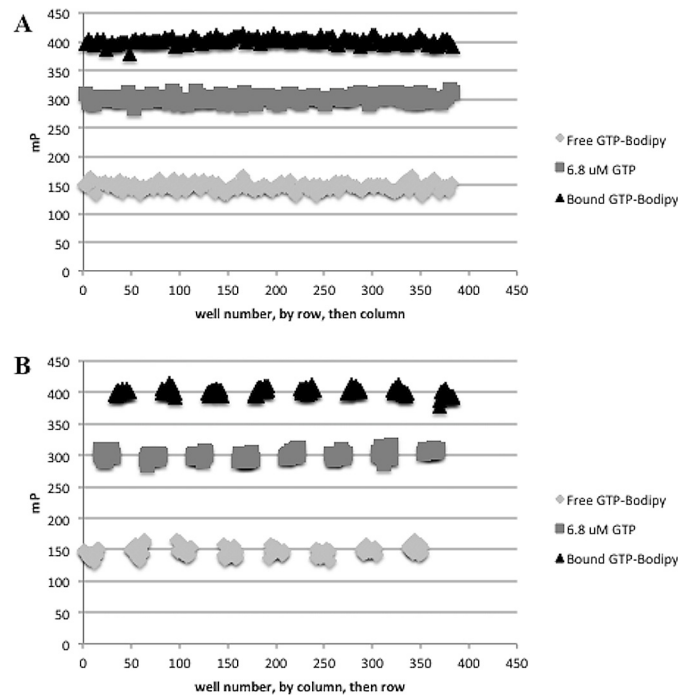 A
450
400
350
300
250
200
150
100
50
0
mP
0 50 100 150 200 250 300 350 400 450
well number, by row, then column
Free GTP-Bodipy
6.8 uM GTP
Bound GTP-Bodipy
B
450
400
350
300
250
200
150
100
50
0
mP
0 50 100 150 200 250 300 350 400 450
well number, by column, then row
Free GTP-Bodipy
6.8 uM GTP
Bound GTP-Bodipy